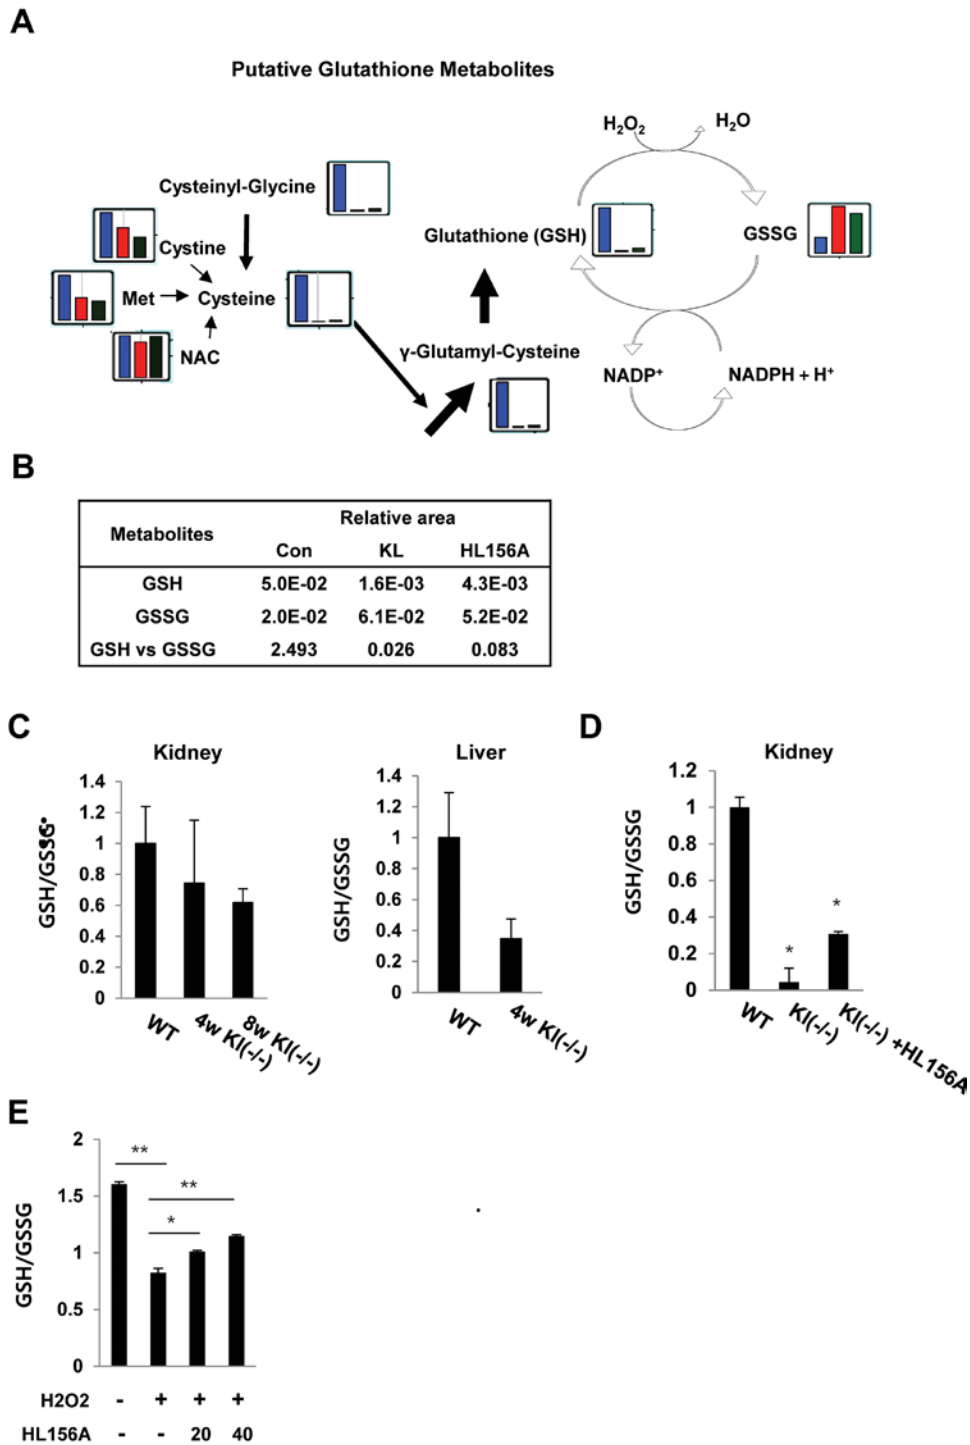 A
Putative Glutathione Metabolites
H₂O₂
H₂O
Cysteinyl-Glycine
Cystine
Glutathione (GSH)
GSSG
Met
Cysteine
NAC
γ-Glutamyl-Cysteine
NADP⁺
NADPH + H⁺
B
Metabolites
Relative area
Con KL HL156A
GSH 5.0E-02 1.6E-03 4.3E-03
GSSG 2.0E-02 6.1E-02 5.2E-02
GSH vs GSSG 2.493 0.026 0.083
C
Kidney
GSH/GSSG
1.4
1.2
1
0.8
0.6
0.4
0.2
0
WT
4w KI(-/-)
8w KI(-/-)
Liver
GSH/GSSG
1.4
1.2
1
0.8
0.6
0.4
0.2
0
WT
4w KI(-/-)
D
Kidney
GSH/GSSG
1.2
1
0.8
0.6
0.4
0.2
0
*
*
WT
KI(-/-)
KI(-/-) +HL156A
E
GSH/GSSG
2
1.5
1
0.5
0
**
**
*
H2O2 - + + +
HL156A - - 20 40